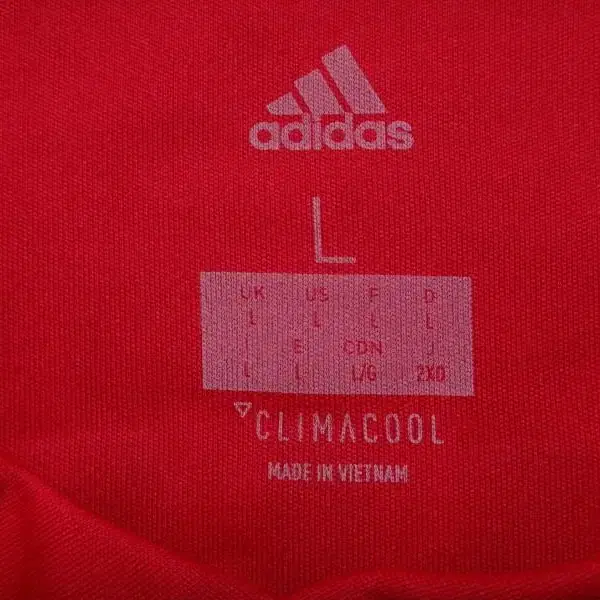 adidas
L
UK US F D
L L L L
I E CDN J
L L L/G 2XO
CLIMACOOL
MADE IN VIETNAM